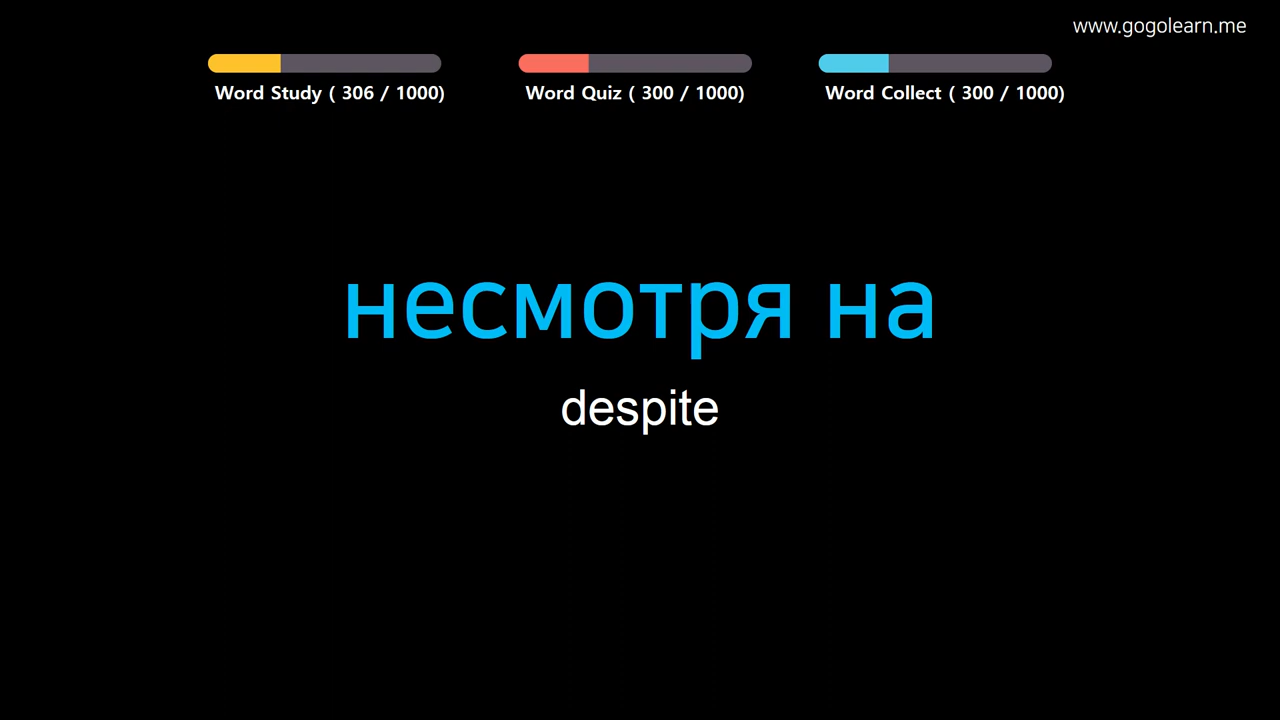 www.gogolearn.me
Word Study ( 306 / 1000)
Word Quiz ( 300 / 1000)
Word Collect ( 300 / 1000)
несмотря на
despite